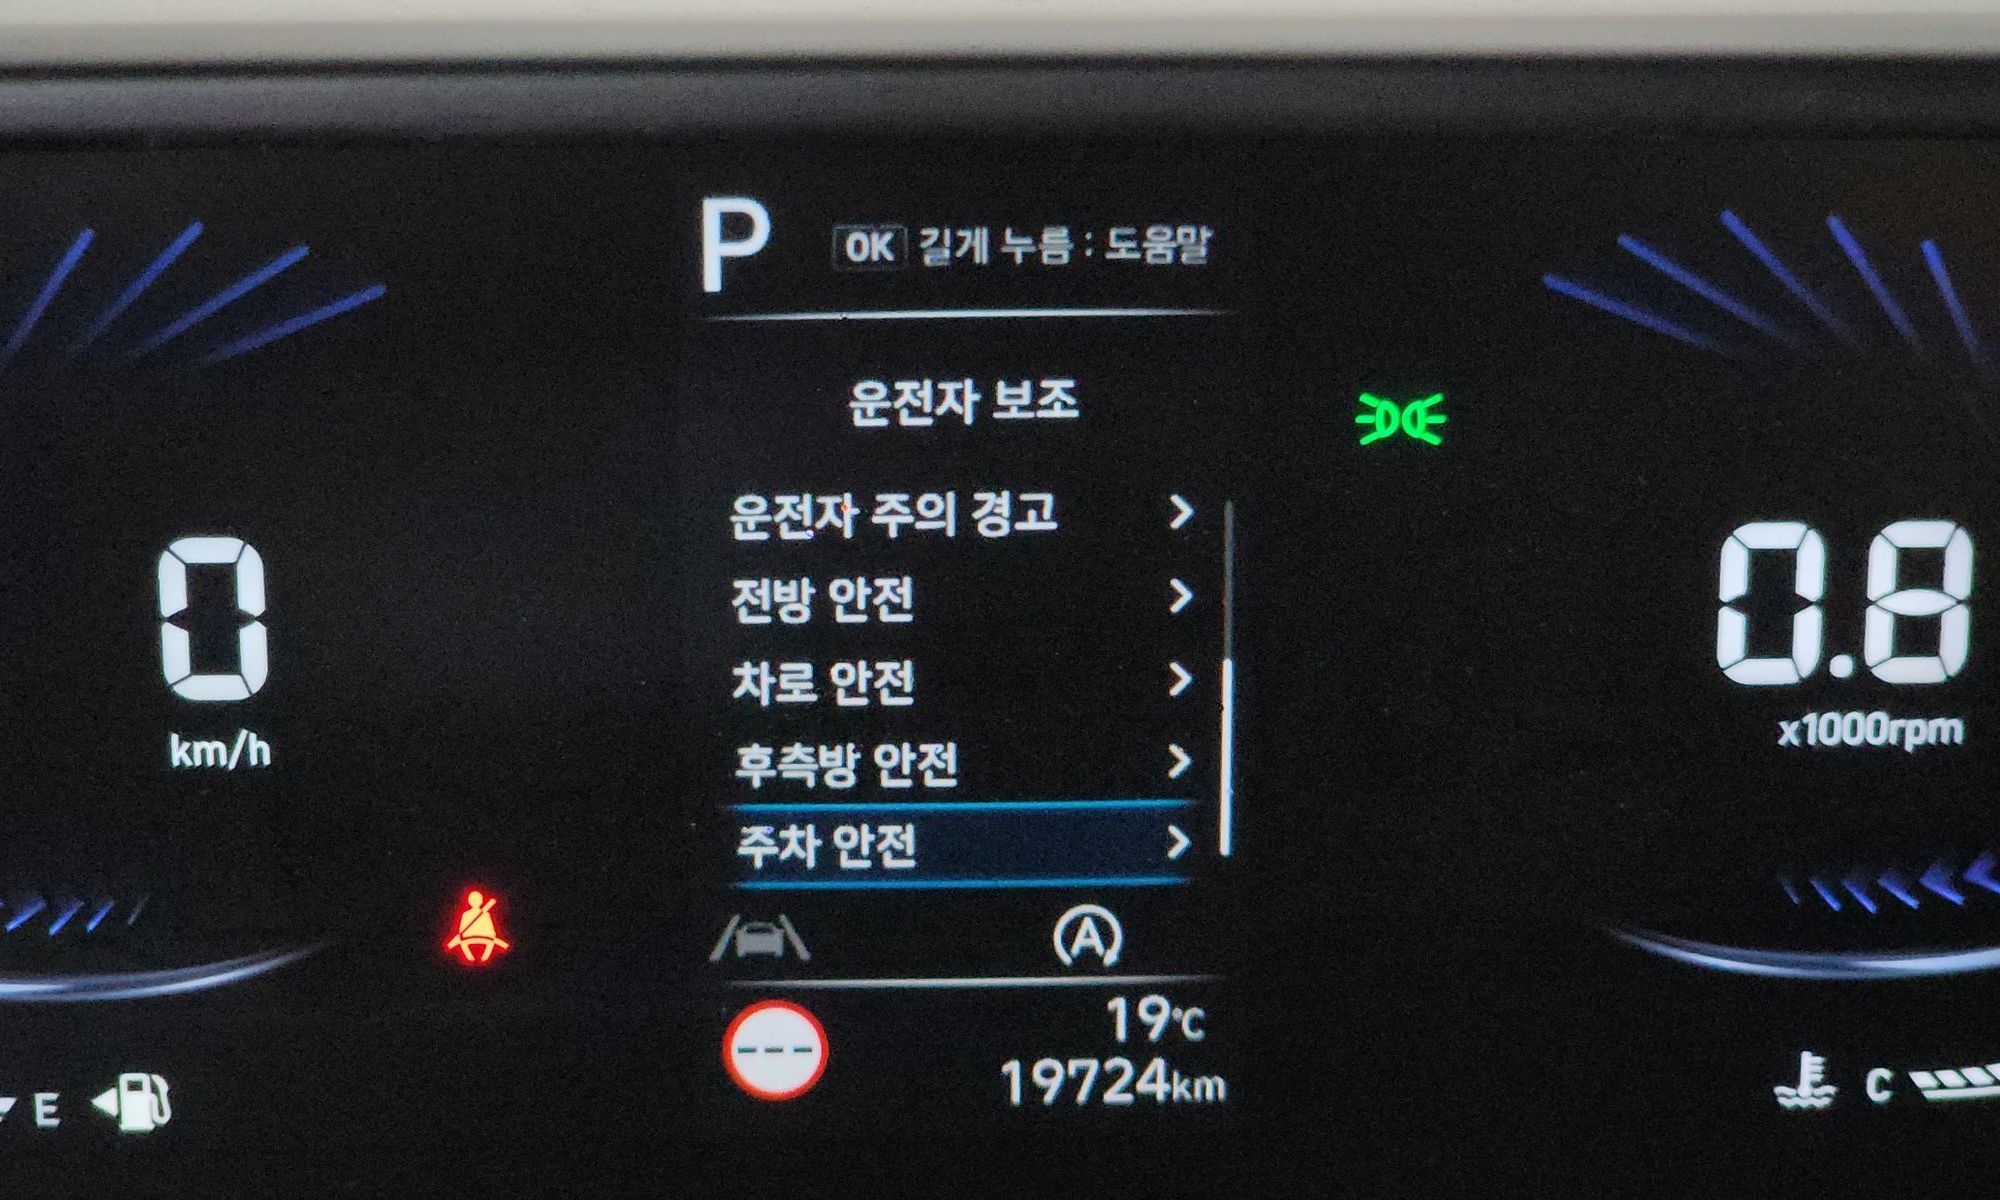 P
OK 길게 누름 : 도움말
운전자 보조
운전자 주의 경고
전방 안전
차로 안전
후측방 안전
주차 안전
0
km/h
0.8
x1000rpm
A
---
19°C
19724km
E
C